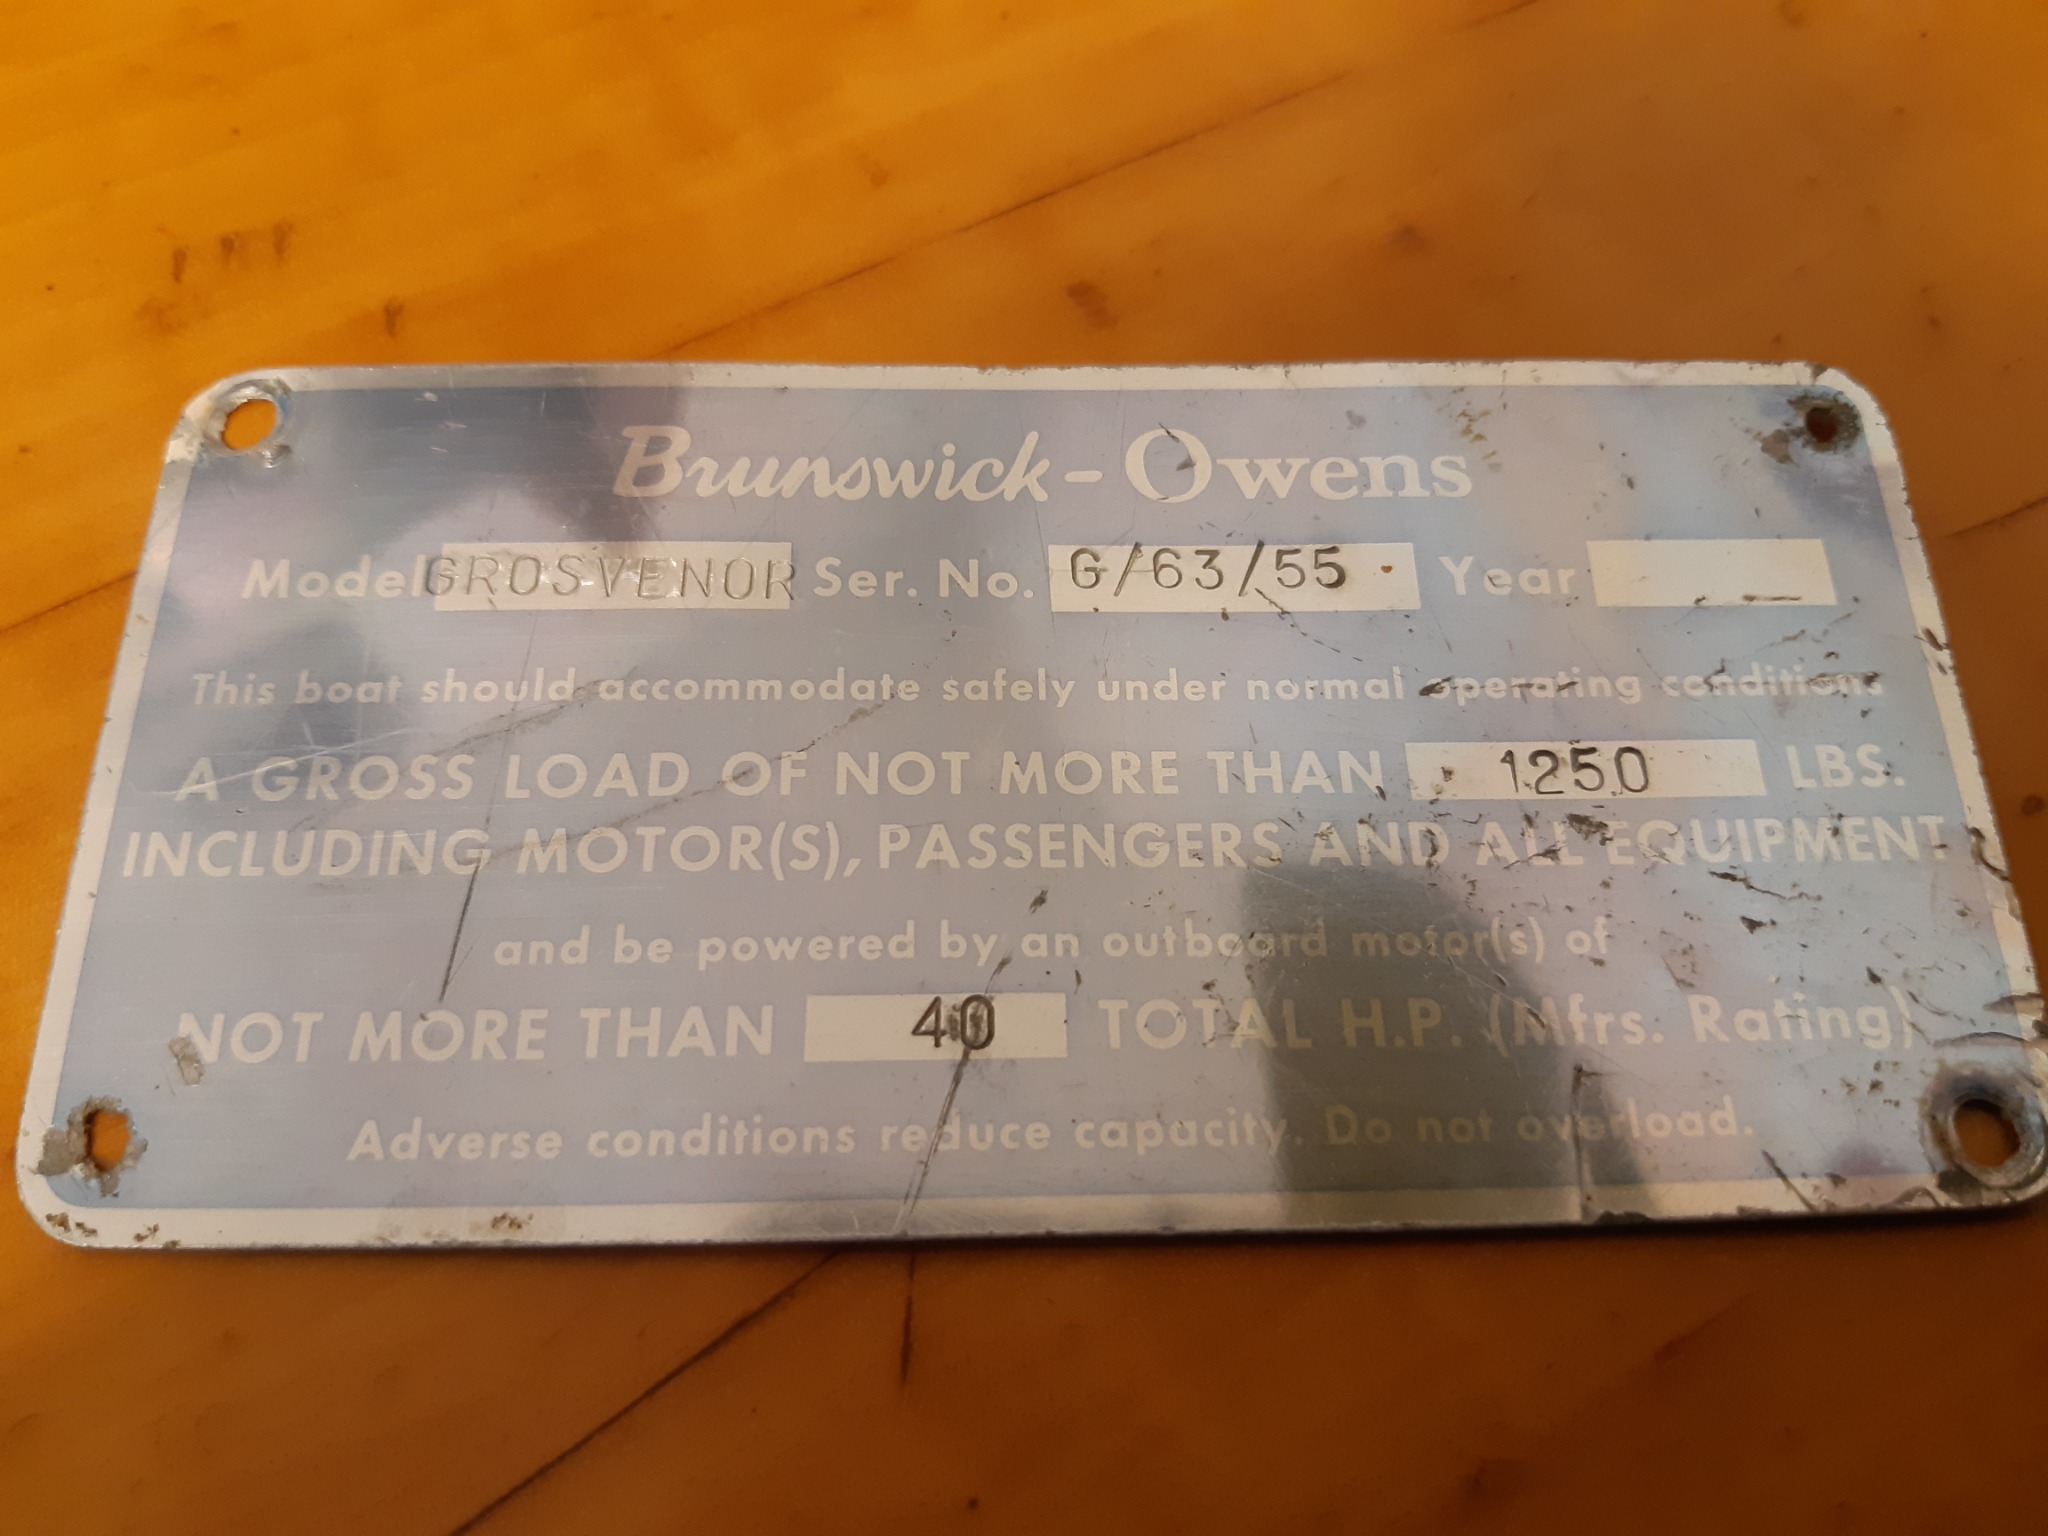 Brunswick-Owens
Model GROSVENOR Ser. No. G/63/55 Year
This boat should accommodate safely under normal operating conditions
A GROSS LOAD OF NOT MORE THAN 1250 LBS.
INCLUDING MOTOR(S), PASSENGERS AND ALL EQUIPMENT
and be powered by an outboard motor(s) of
NOT MORE THAN 40 TOTAL H.P. (Mfrs. Rating)
Adverse conditions reduce capacity. Do not overload.